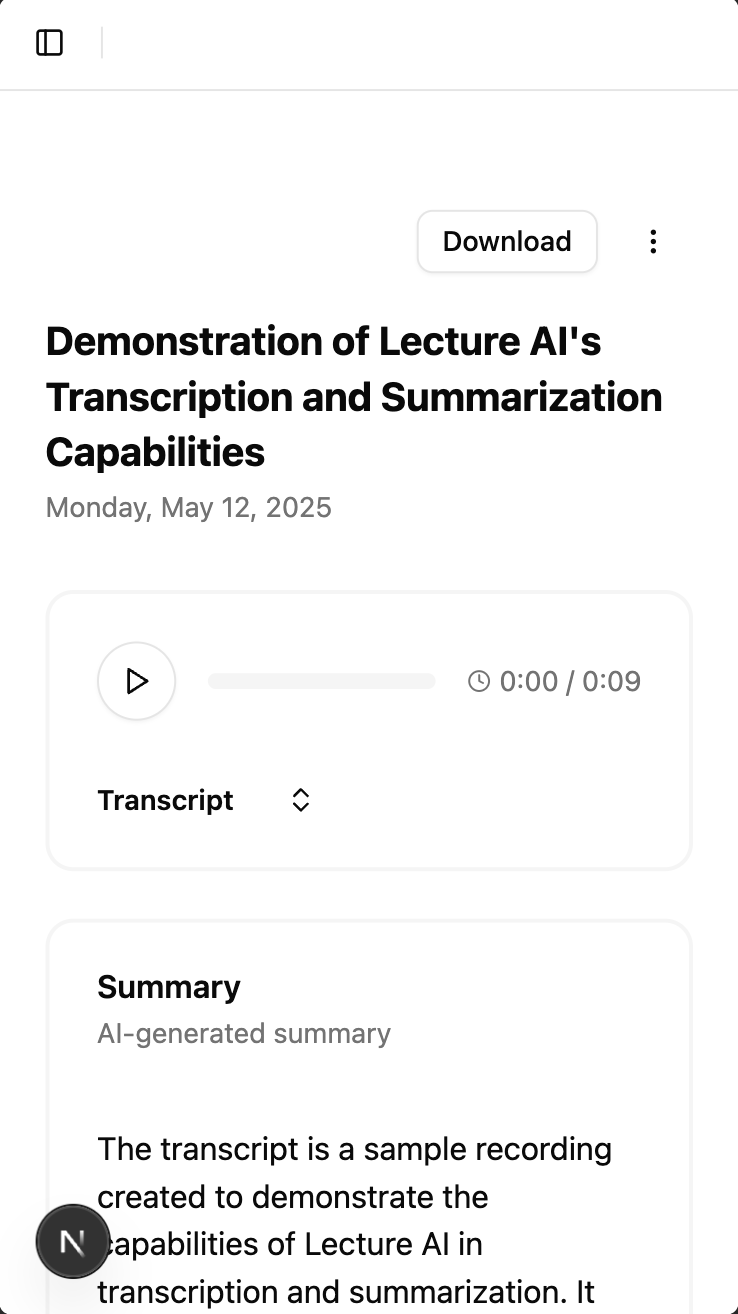 Download
Demonstration of Lecture AI's
Transcription and Summarization
Capabilities
Monday, May 12, 2025
0:00 / 0:09
Transcript
Summary
AI-generated summary
The transcript is a sample recording
created to demonstrate the
capabilities of Lecture AI in
transcription and summarization. It
N